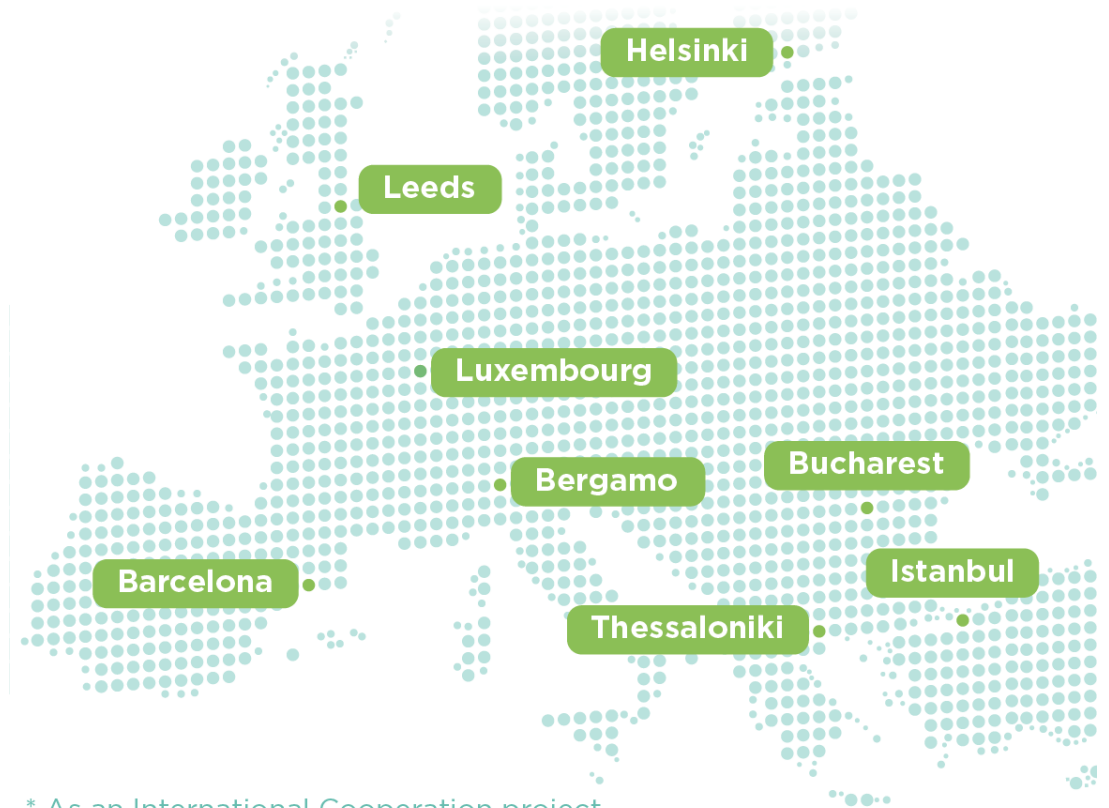 Helsinki
Leeds
Luxembourg
Bucharest
Bergamo
Istanbul
Barcelona
Thessaloniki
* As an International Cooperation project